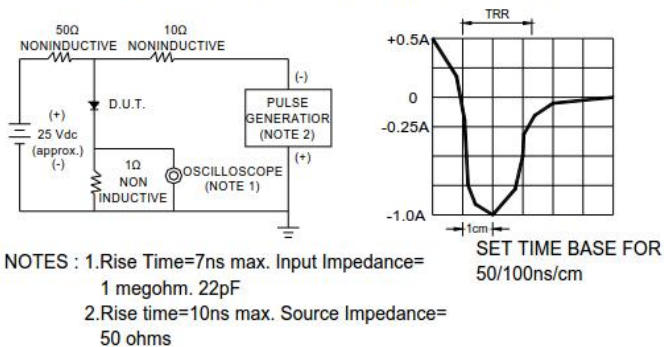 50Ω
NONINDUCTIVE
10Ω
NONINDUCTIVE
(+)
25 Vdc
(approx.)
(-)
D.U.T.
1Ω
NON
INDUCTIVE
OSCILLOSCOPE
(NOTE 1)
(-)
PULSE
GENERATIOR
(NOTE 2)
(+)
TRR
+0.5A
0
-0.25A
-1.0A
1cm
SET TIME BASE FOR
50/100ns/cm
NOTES : 1.Rise Time=7ns max. Input Impedance=
1 megohm. 22pF
2.Rise time=10ns max. Source Impedance=
50 ohms